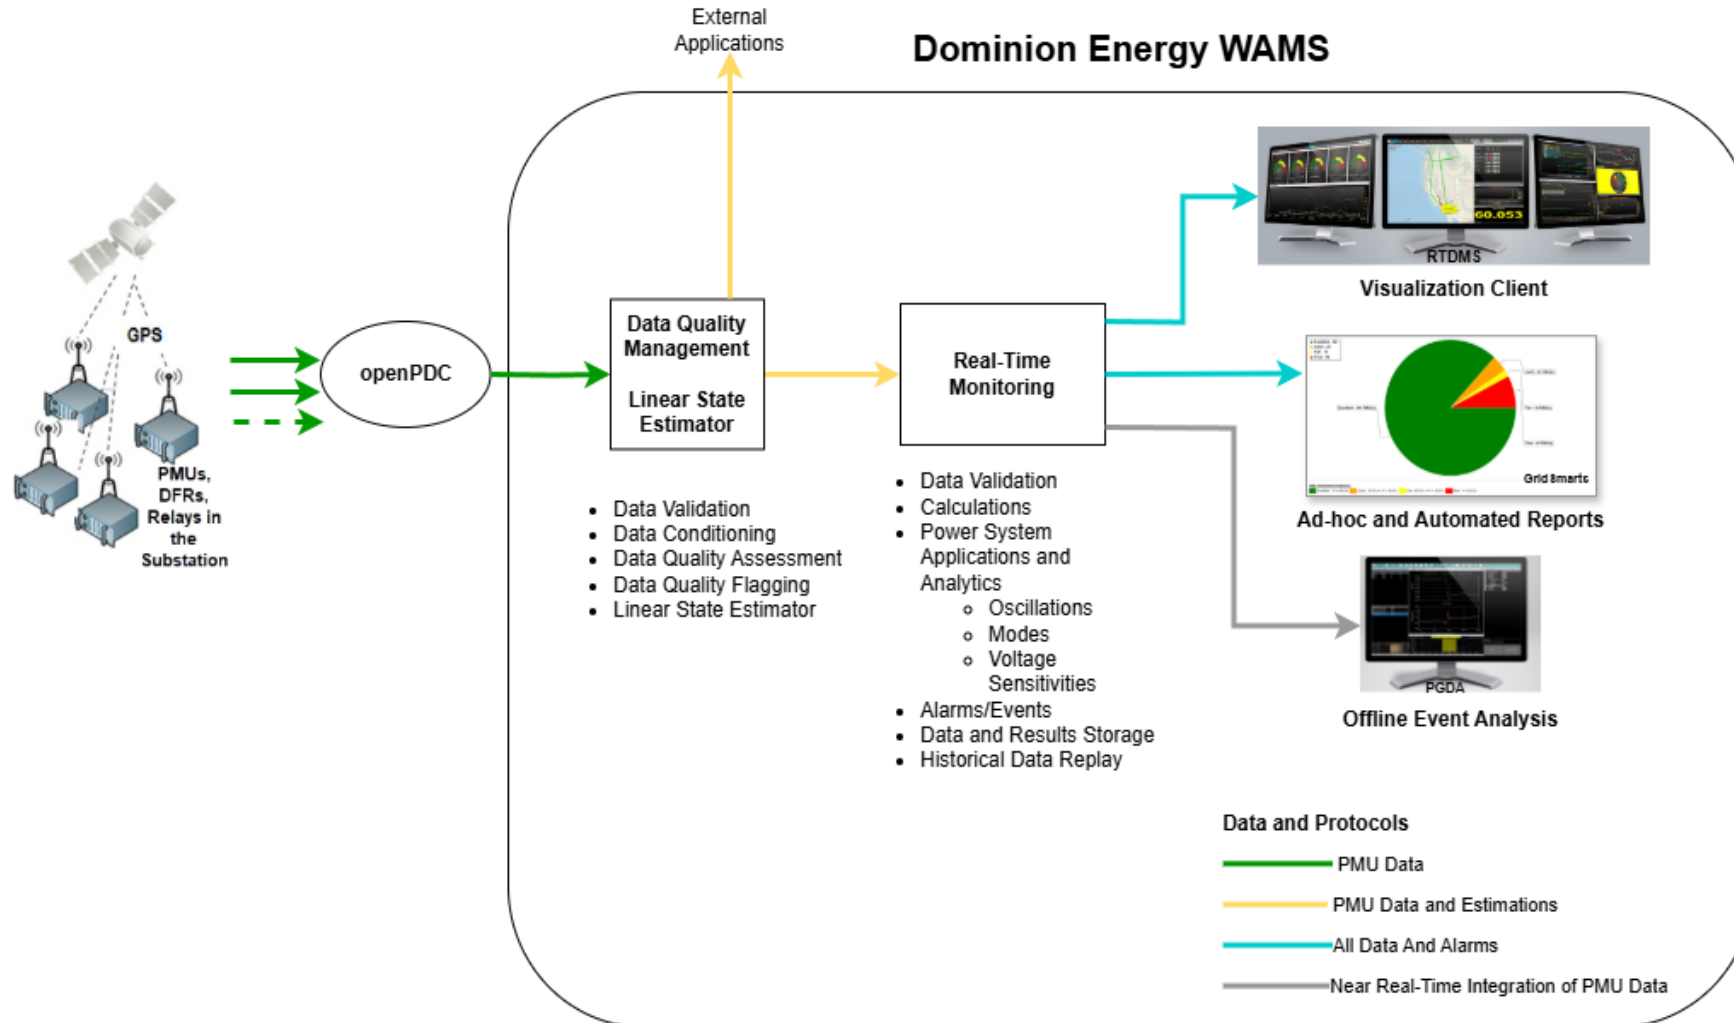 External
Applications
Dominion Energy WAMS
GPS
openPDC
PMUs,
DFRs,
Relays in
the
Substation
Data Quality
Management
Linear State
Estimator
Data Validation
Data Conditioning
Data Quality Assessment
Data Quality Flagging
Linear State Estimator
Real-Time
Monitoring
Data Validation
Calculations
Power System
Applications and
Analytics
Oscillations
Modes
Voltage
Sensitivities
Alarms/Events
Data and Results Storage
Historical Data Replay
60.053
RTDMS
Visualization Client
Grid Smarts
Ad-hoc and Automated Reports
PGDA
Offline Event Analysis
Data and Protocols
PMU Data
PMU Data and Estimations
All Data And Alarms
Near Real-Time Integration of PMU Data